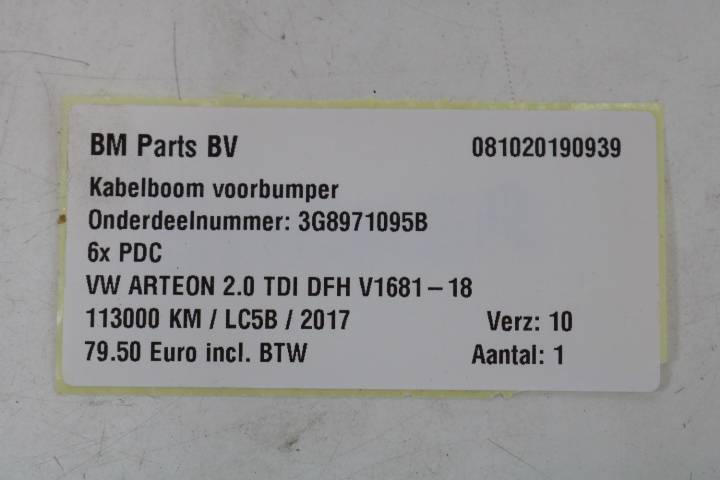 BM Parts BV 081020190939
Kabelboom voorbumper
Onderdeelnummer: 3G8971095B
6x PDC
VW ARTEON 2.0 TDI DFH V1681-18
113000 KM / LC5B / 2017 Verz: 10
79.50 Euro incl. BTW Aantal: 1